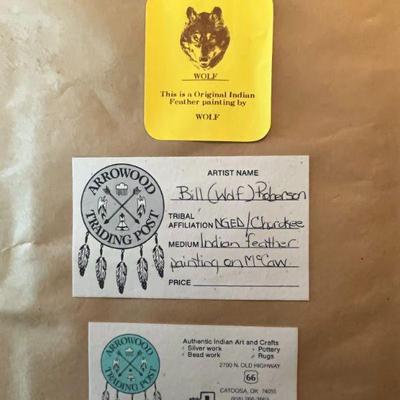 WOLF
This is a Original Indian
Feather painting by
WOLF
ARROWOOD
TRADING POST
ARTIST NAME
Bill (Wolf) Roberson
TRIBAL
AFFILIATION NGED/Cherokee
MEDIUM Indian feather
painting on McCaw
PRICE
ARROWOOD
TRADING POST
Authentic Indian Art and Crafts
• Silver work • Pottery
• Bead work • Rugs
2700 N. OLD HIGHWAY
66
CATOOSA, OK 74015